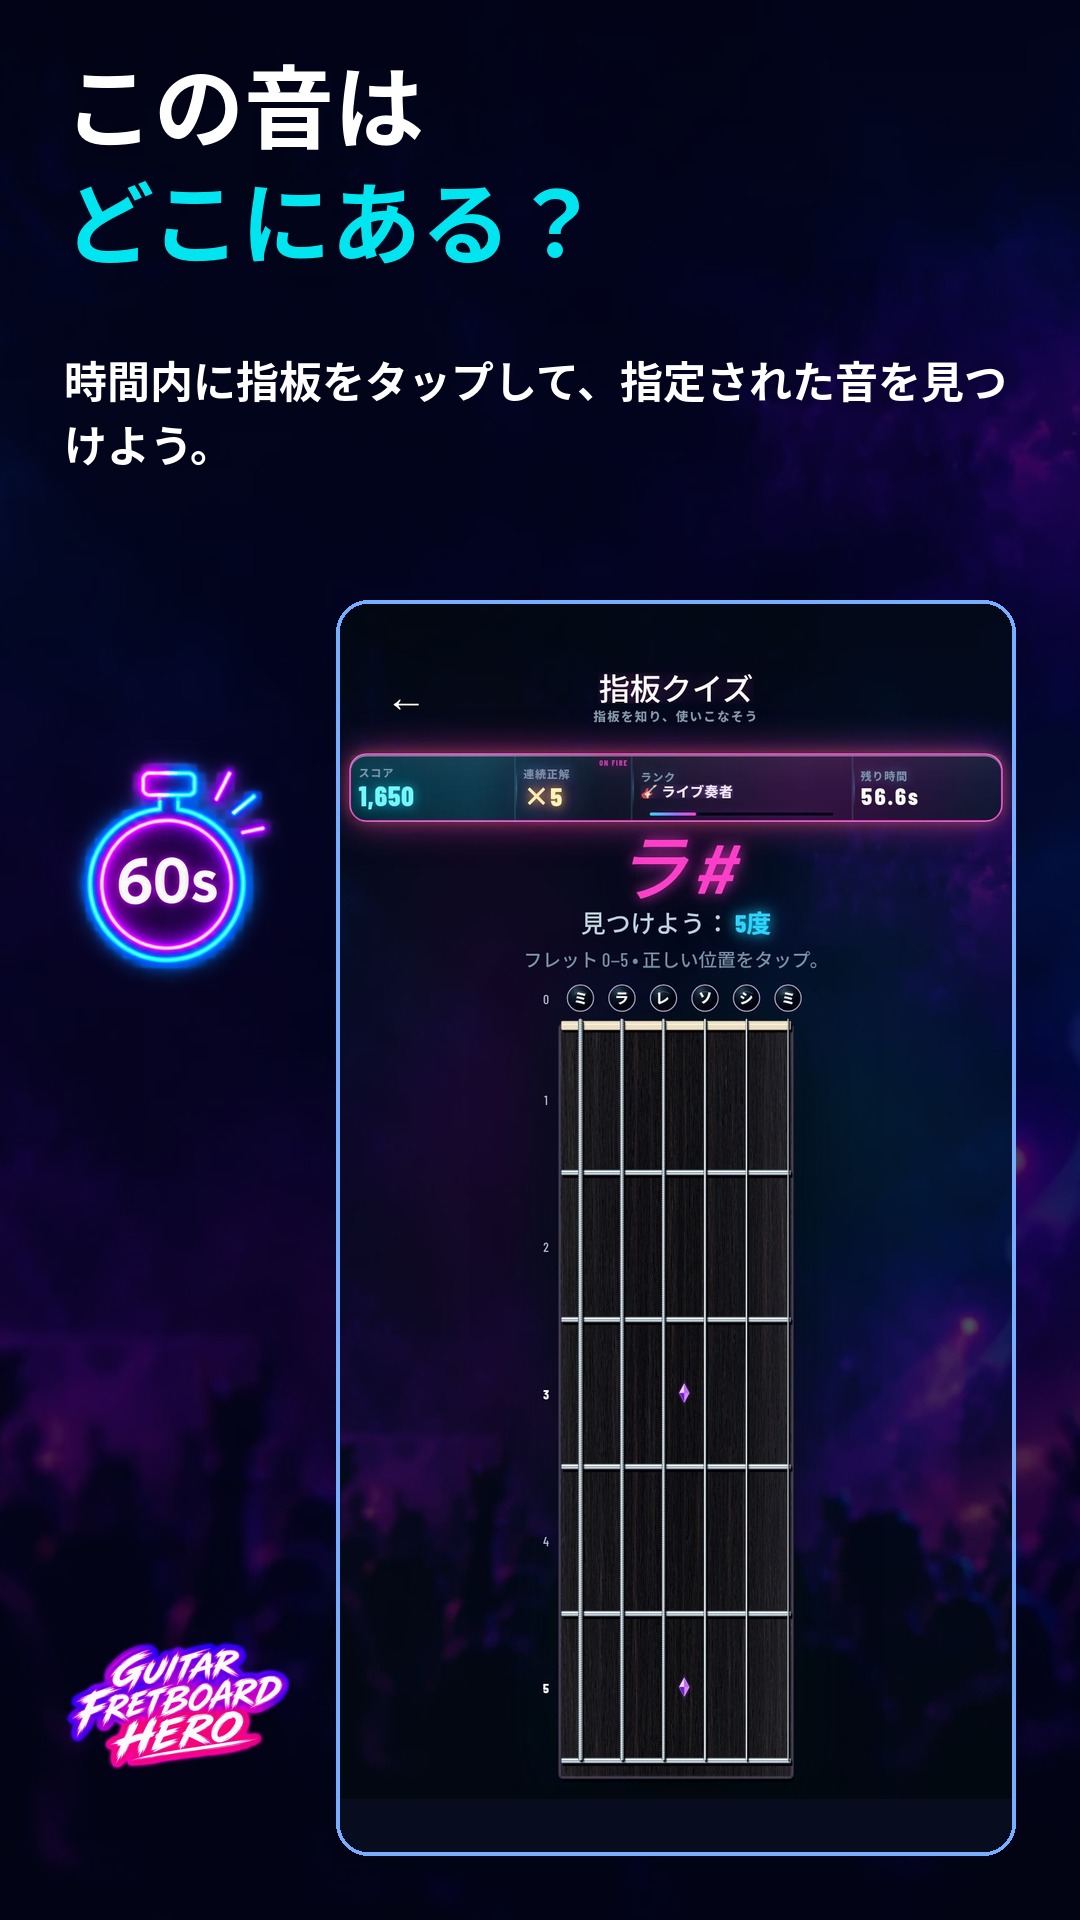 この音は
どこにある？
時間内に指板をタップして、指定された音を見つ
けよう。
←
指板クイズ
指板を知り、使いこなそう
ON FIRE
スコア
1,650
連続正解
×5
ランク
🎸 ライブ奏者
残り時間
56.6s
60s
ラ#
見つけよう： 5度
フレット 0–5 • 正しい位置をタップ。
0 ミ ラ レ ソ シ ミ
1
2
3
4
5
GUITAR
FRETBOARD
HERO